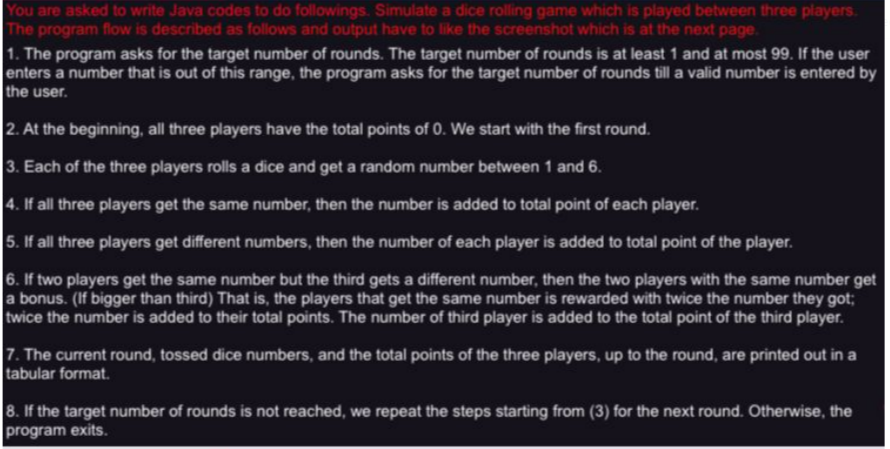 You are asked to write Java codes to do followings. Simulate a dice rolling game which is played between three players.
The program flow is described as follows and output have to like the screenshot which is at the next page.
1. The program asks for the target number of rounds. The target number of rounds is at least 1 and at most 99. If the user
enters a number that is out of this range, the program asks for the target number of rounds till a valid number is entered by
the user.
2. At the beginning, all three players have the total points of 0. We start with the first round.
3. Each of the three players rolls a dice and get a random number between 1 and 6.
4. If all three players get the same number, then the number is added to total point of each player.
5. If all three players get different numbers, then the number of each player is added to total point of the player.
6. If two players get the same number but the third gets a different number, then the two players with the same number get
a bonus. (If bigger than third) That is, the players that get the same number is rewarded with twice the number they got;
twice the number is added to their total points. The number of third player is added to the total point of the third player.
7. The current round, tossed dice numbers, and the total points of the three players, up to the round, are printed out in a
tabular format.
8. If the target number of rounds is not reached, we repeat the steps starting from (3) for the next round. Otherwise, the
program exits.